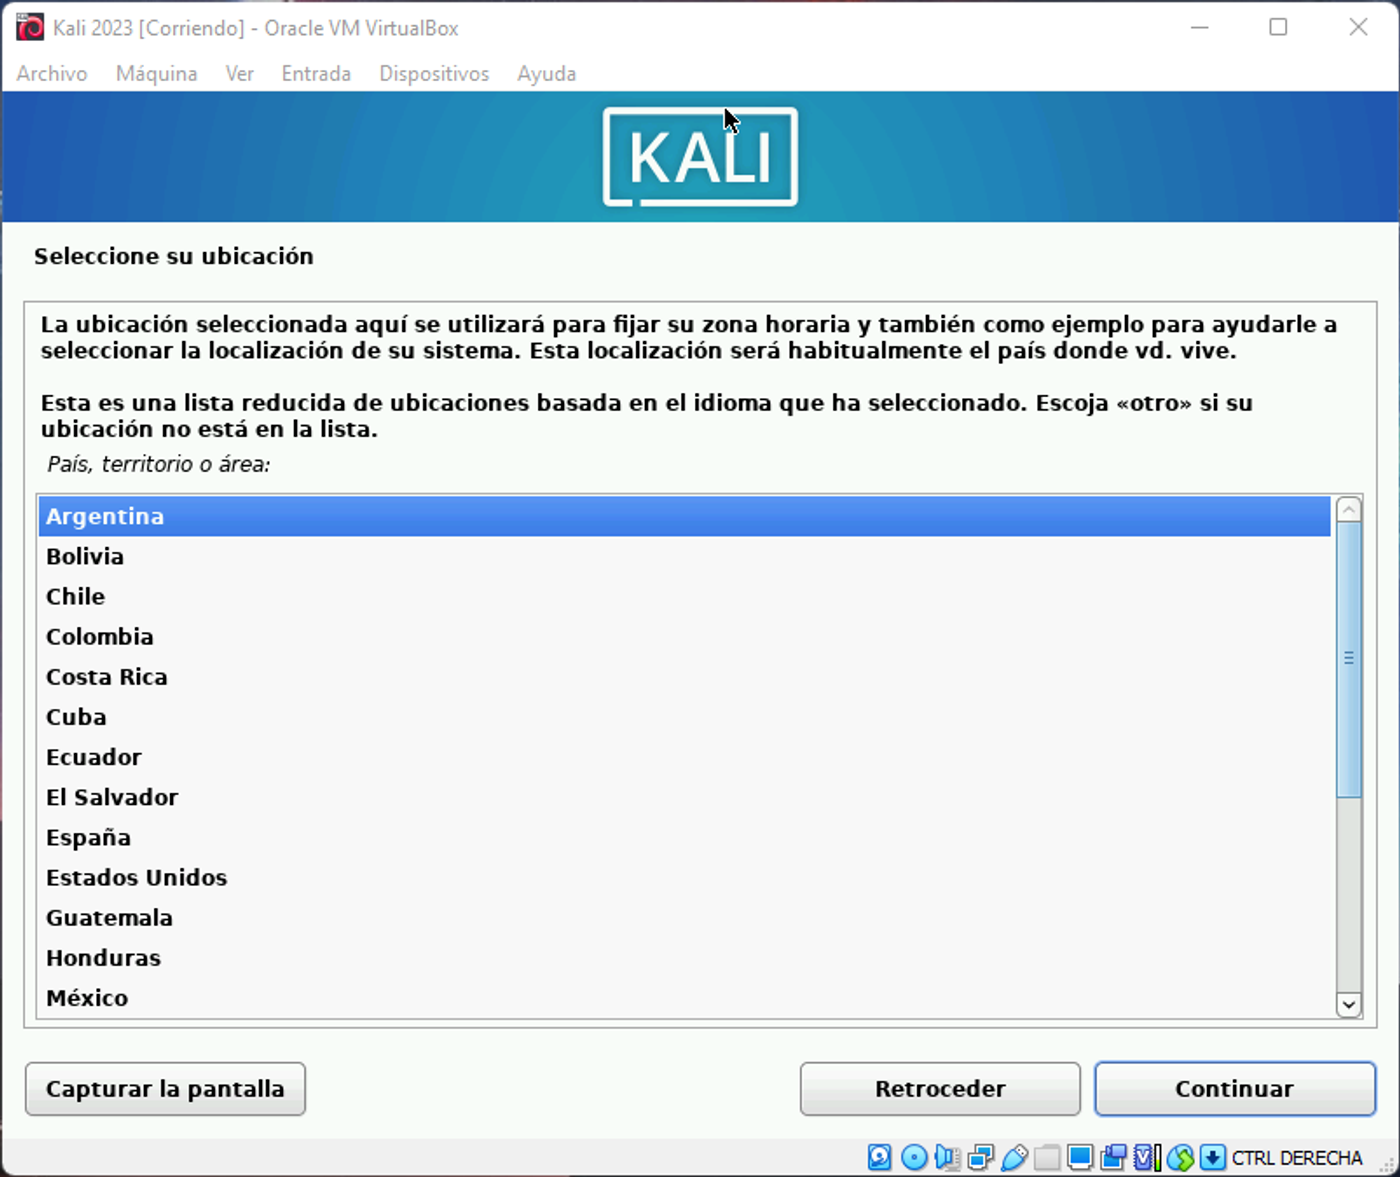 Kali 2023 [Corriendo] - Oracle VM VirtualBox
Archivo Máquina Ver Entrada Dispositivos Ayuda
KALI
Seleccione su ubicación
La ubicación seleccionada aquí se utilizará para fijar su zona horaria y también como ejemplo para ayudarle a
seleccionar la localización de su sistema. Esta localización será habitualmente el país donde vd. vive.
Esta es una lista reducida de ubicaciones basada en el idioma que ha seleccionado. Escoja «otro» si su
ubicación no está en la lista.
País, territorio o área:
Argentina
Bolivia
Chile
Colombia
Costa Rica
Cuba
Ecuador
El Salvador
España
Estados Unidos
Guatemala
Honduras
México
Capturar la pantalla Retroceder Continuar
CTRL DERECHA